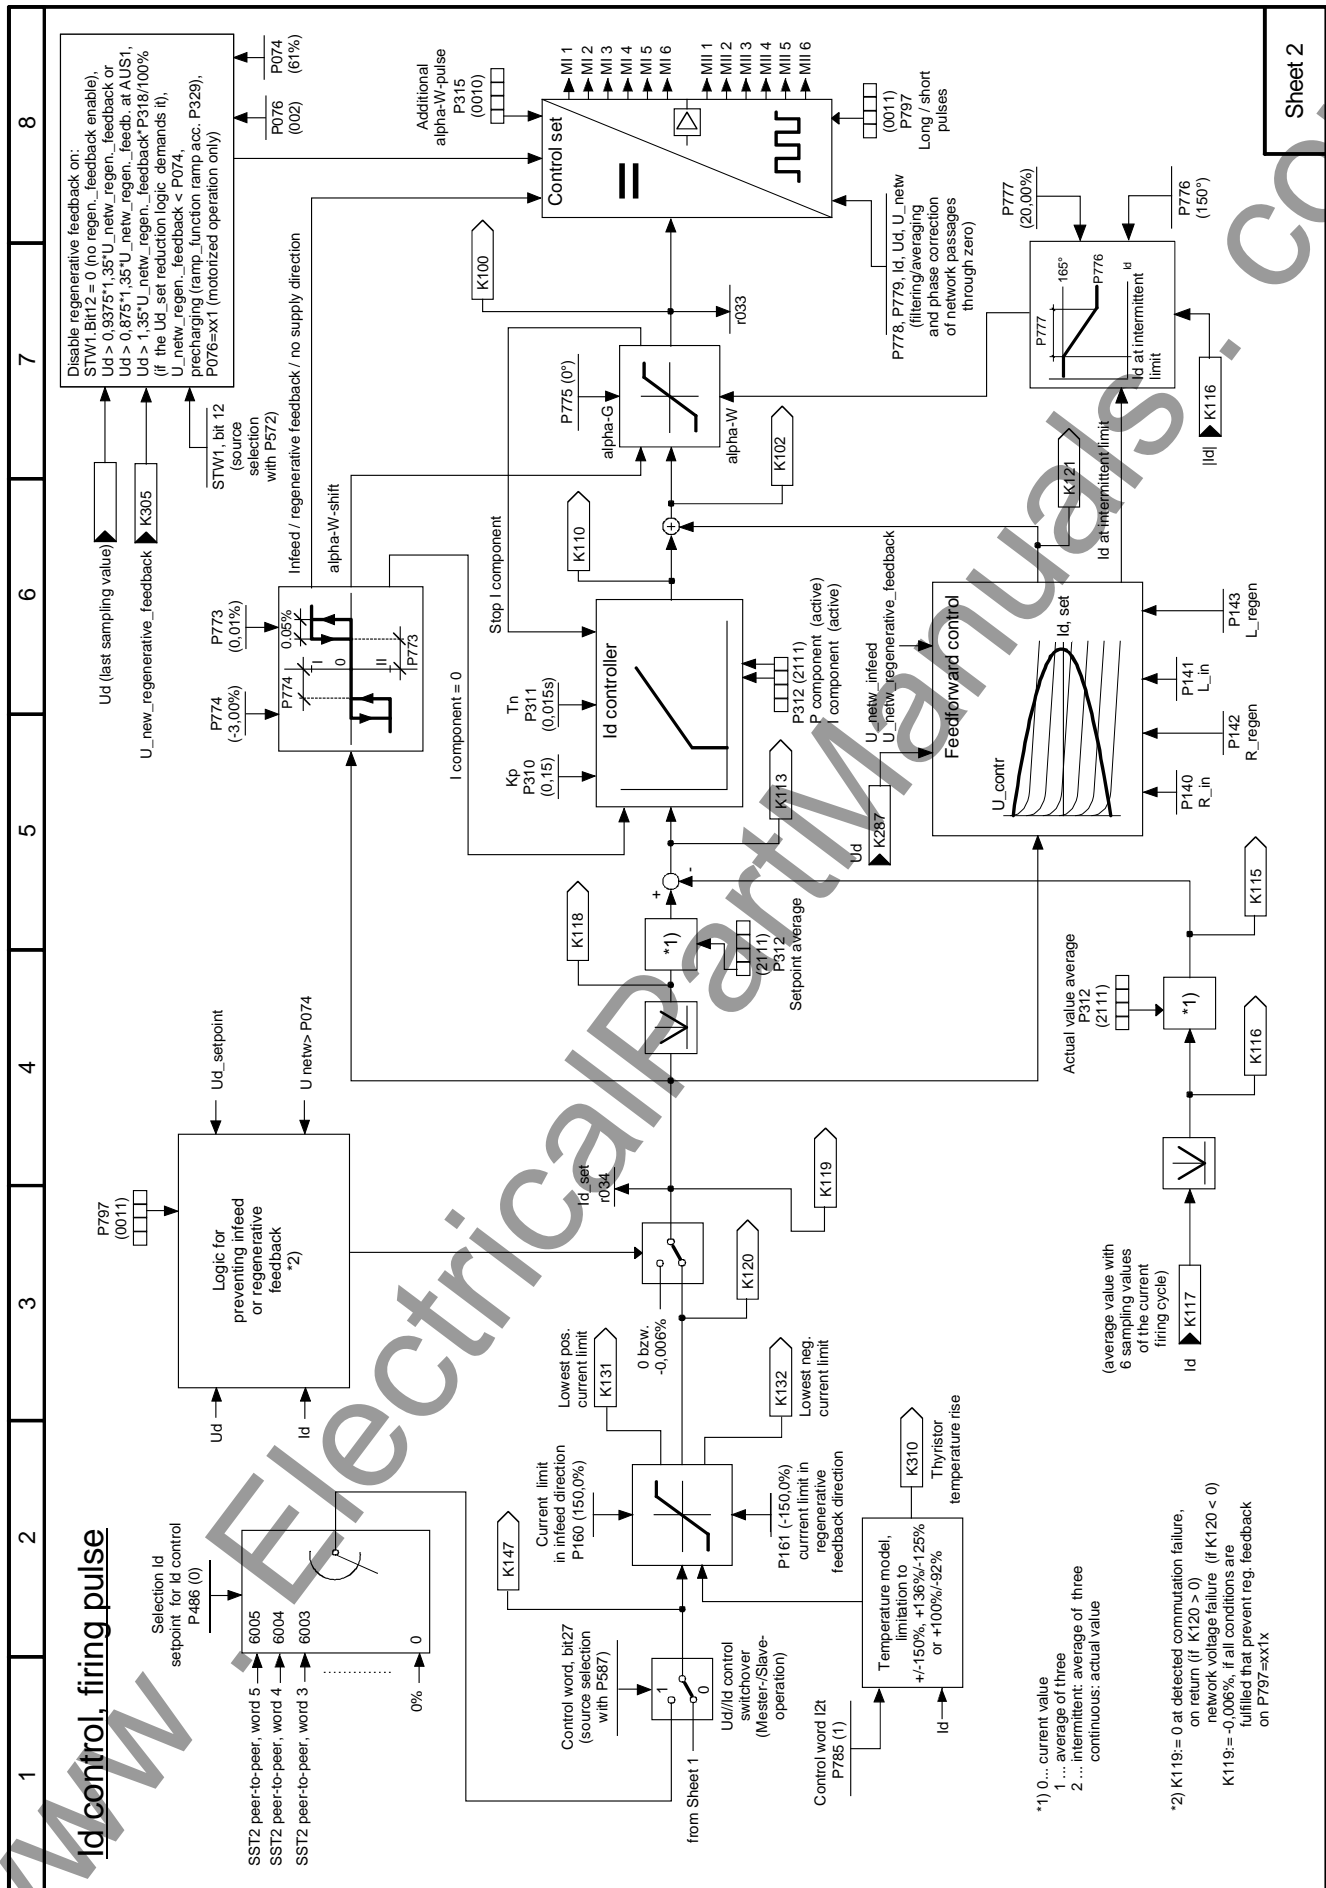 Id control, firing pulse
1
2
3
4
5
6
7
8
Selection Id
setpoint for Id control
P486 (0)
SST2 peer-to-peer, word 5
6005
SST2 peer-to-peer, word 4
6004
SST2 peer-to-peer, word 3
6003
0%
0
Control word, bit27
(source selection
with P587)
1
0
from Sheet 1
Ud//Id control
switchover
(Mester-/Slave-
operation)
K147
Current limit
in infeed direction
P160 (150,0%)
P161 (-150,0%)
currrent limit in
regenerative
feedback direction
Control word I2t
P785 (1)
Id
Temperature model,
limitation to
+/-150%, +136%/-125%
or +100%/-92%
K310
Thyristor
temperature rise
Lowest pos.
current limit
K131
K132
Lowest neg.
current limit
0 bzw.
-0,006%
K120
P797
(0011)
Ud
Id
Logic for
preventing infeed
or regenerative
feedback
*2)
Ud_setpoint
U netw> P074
Id_set
r034
K119
K118
*1)
(2111)
P312
Setpoint average
+
-
K113
(average value with
6 sampling values
of the current
firing cycle)
Id
K117
K116
Actual value average
P312
(2111)
*1)
K115
P774
(-3,00%)
P773
(0,01%)
P774
0.05%
I
0
II
P773
Infeed / regenerative feedback / no supply direction
alpha-W-shift
I component = 0
Stop I component
Kp
P310
(0,15)
Tn
P311
(0,015s)
Id controller
P312 (2111)
P component (active)
I component (active)
K110
+
K102
Ud
K287
U_netw_infeed
U_netw_regenerative_feedback
Feedforward control
U_contr
Id, set
P140
R_in
P142
R_regen
P141
L_in
P143
L_regen
K121
Id at intermittent limit
P775 (0°)
alpha-G
alpha-W
K100
r033
P777
165°
P776
Id
Id at intermittent
limit
P777
(20,00%)
P776
(150°)
|Id|
K116
Ud (last sampling value)
U_new_regenerative_feedback
K305
STW1, bit 12
(source
selection
with P572)
Disable regenerative feedback on:
STW1.Bit12 = 0 (no regen._feedback enable),
Ud > 0,9375*1,35*U_netw_regen._feedback or
Ud > 0,875*1,35*U_netw_regen._feedb. at AUS1,
Ud > 1,35*U_netw_regen._feedback*P318/100%
(if the Ud_set reduction logic demands it),
U_netw_regen._feedback < P074,
precharging (ramp_function ramp acc. P329),
P076=xx1 (motorized operation only)
P076
(002)
P074
(61%)
Additional
alpha-W-pulse
P315
(0010)
Control set
MI 1
MI 2
MI 3
MI 4
MI 5
MI 6
MII 1
MII 2
MII 3
MII 4
MII 5
MII 6
(0011)
P797
Long / short
pulses
P778, P779, Id, Ud, U_netw
(filtering/averaging
and phase correction
of network passages
through zero)
*1) 0... current value
1 ... average of three
2 ... intermittent: average of three
continuous: actual value
*2) K119:= 0 at detected commutation failure,
on return (if K120 > 0)
network voltage failure (if K120 < 0)
K119:= -0,006%, if all conditions are
fulfilled that prevent reg. feedback
on P797=xx1x
Sheet 2
www.ElectricalPartManuals.co